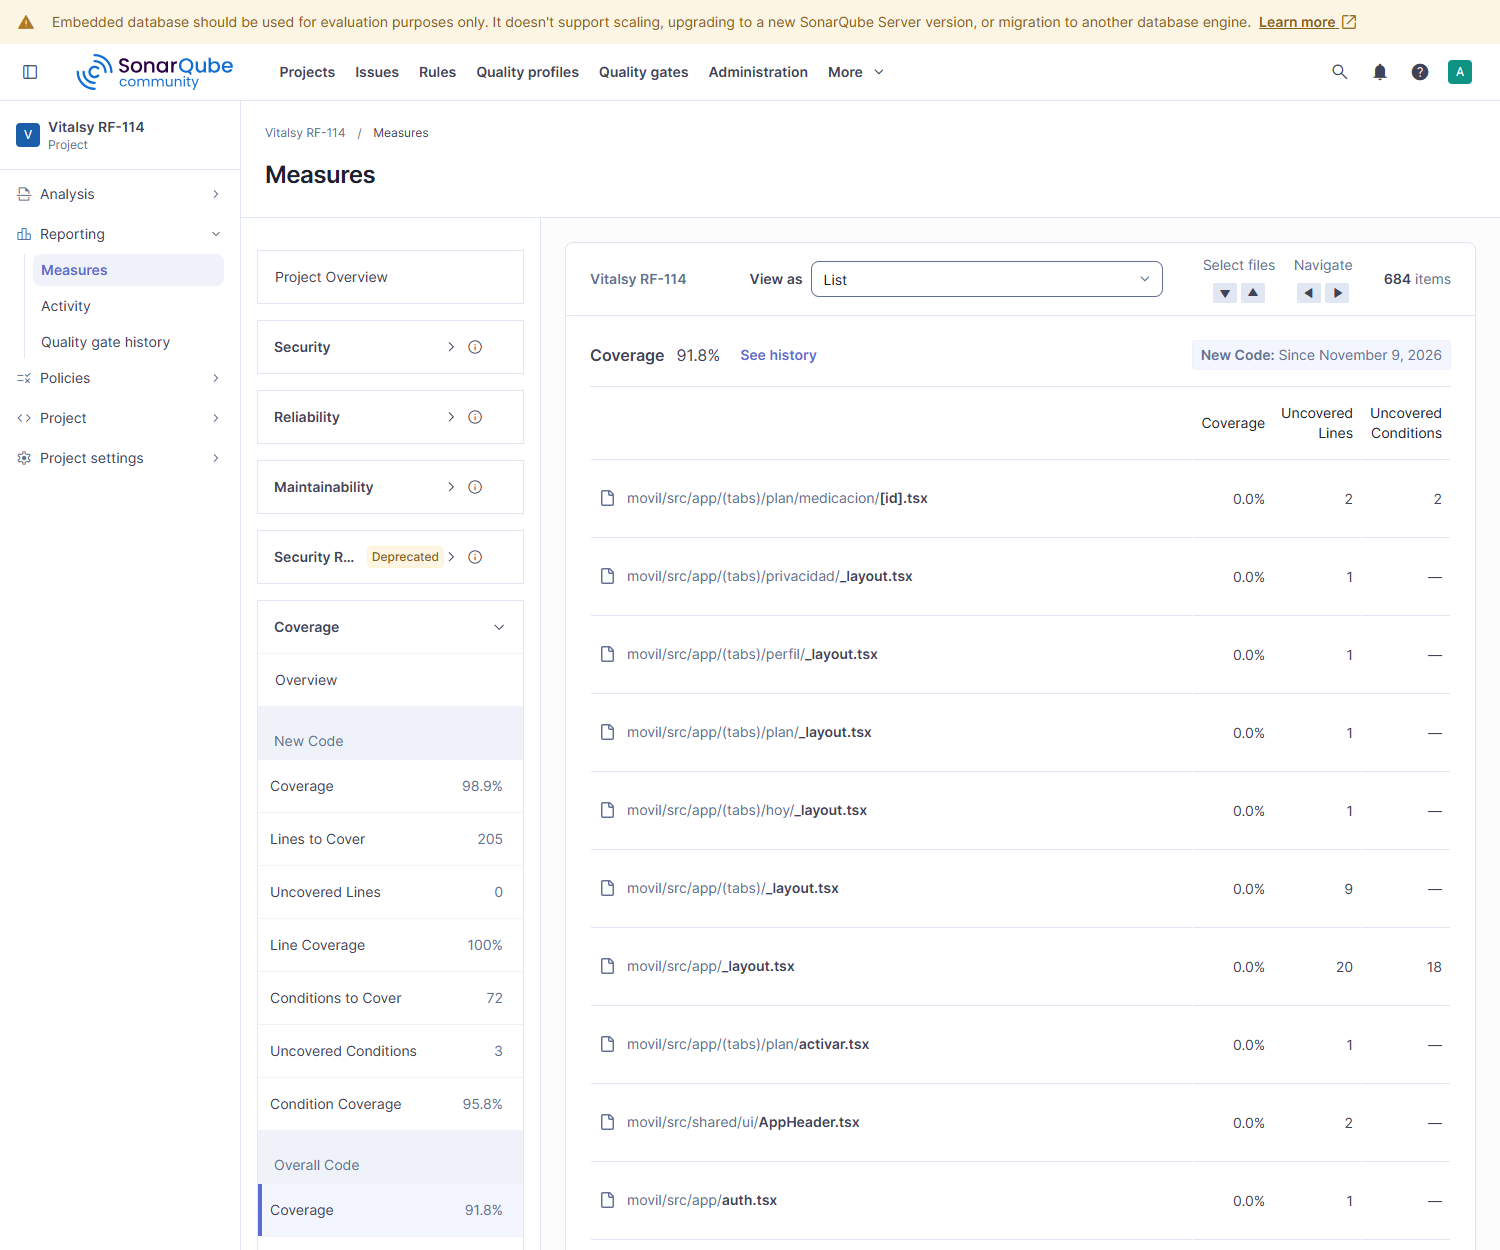 Embedded database should be used for evaluation purposes only. It doesn't support scaling, upgrading to a new SonarQube Server version, or migration to another database engine. Learn more
SonarQube community
Projects Issues Rules Quality profiles Quality gates Administration More
? A
V Vitalsy RF-114
Project
Analysis
Reporting
Measures
Activity
Quality gate history
Policies
Project
Project settings
Vitalsy RF-114 / Measures
Measures
Project Overview
Security
Reliability
Maintainability
Security R... Deprecated
Coverage
Overview
New Code
Coverage 98.9%
Lines to Cover 205
Uncovered Lines 0
Line Coverage 100%
Conditions to Cover 72
Uncovered Conditions 3
Condition Coverage 95.8%
Overall Code
Coverage 91.8%
Vitalsy RF-114 View as List Select files Navigate 684 items
Coverage 91.8% See history New Code: Since November 9, 2026
Coverage Uncovered Lines Uncovered Conditions
movil/src/app/(tabs)/plan/medicacion/[id].tsx 0.0% 2 2
movil/src/app/(tabs)/privacidad/_layout.tsx 0.0% 1 —
movil/src/app/(tabs)/perfil/_layout.tsx 0.0% 1 —
movil/src/app/(tabs)/plan/_layout.tsx 0.0% 1 —
movil/src/app/(tabs)/hoy/_layout.tsx 0.0% 1 —
movil/src/app/(tabs)/_layout.tsx 0.0% 9 —
movil/src/app/_layout.tsx 0.0% 20 18
movil/src/app/(tabs)/plan/activar.tsx 0.0% 1 —
movil/src/shared/ui/AppHeader.tsx 0.0% 2 —
movil/src/app/auth.tsx 0.0% 1 —